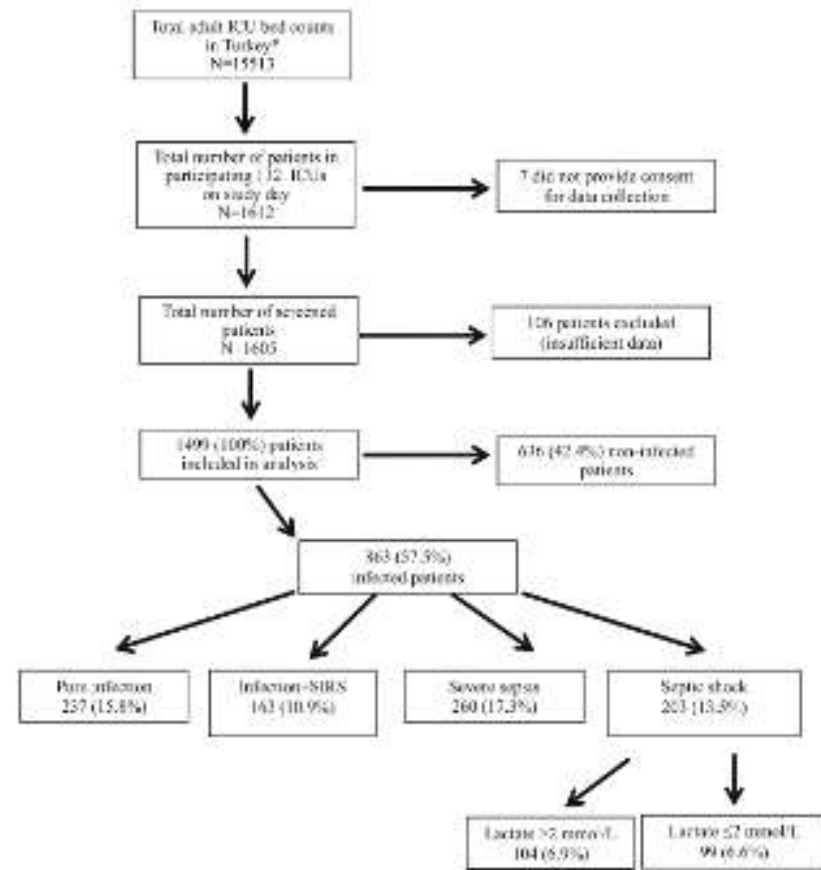 Total adult ICU bed counts
in Turkey*
N=15513
Total number of patients in
participating 132 ICUs
on study day
N=1612
7 did not provide consent
for data collection
Total number of screened
patients
N=1605
106 patients excluded
(insufficient data)
1499 (100%) patients
included in analysis
636 (42.4%) non-infected
patients
863 (57.5%)
infected patients
Pure infection
237 (15.8%)
Infection+SIRS
163 (10.9%)
Severe sepsis
260 (17.3%)
Septic shock
203 (13.5%)
Lactate >2 mmol/L
104 (6.9%)
Lactate ≤2 mmol/L
99 (6.6%)